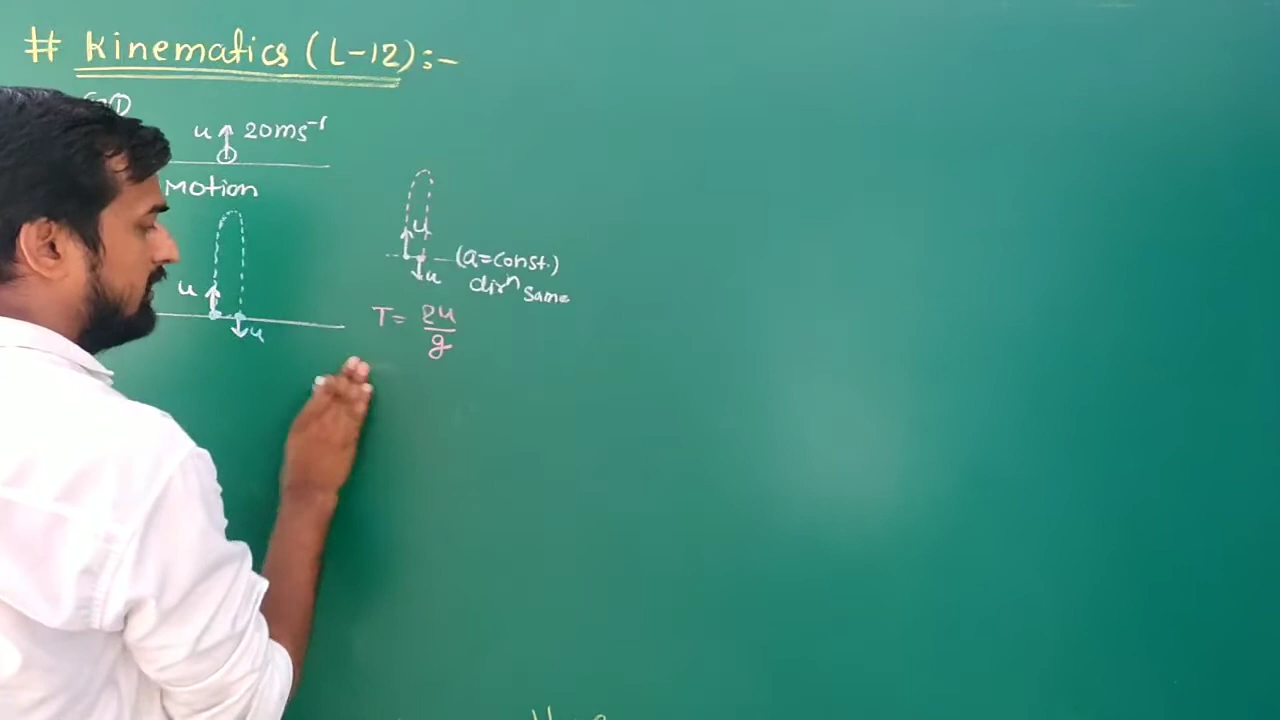 # Kinematics (L-12):-
u 20ms⁻¹
Motion
u
u
u
u
(a=const.)
dirⁿ same
T= 2u
g